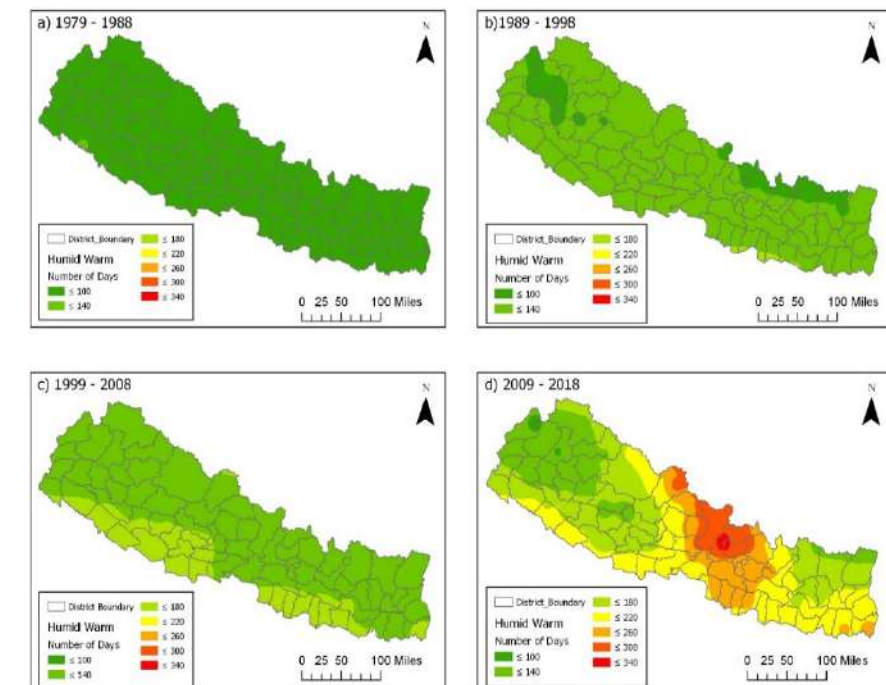 a) 1979 - 1988
N
District_Boundary
Humid Warm
Number of Days
≤ 100
≤ 140
≤ 180
≤ 220
≤ 260
≤ 300
≤ 340
0 25 50 100 Miles
b)1989 - 1998
N
District_Boundary
Humid Warm
Number of Days
≤ 100
≤ 140
≤ 180
≤ 220
≤ 260
≤ 300
≤ 340
0 25 50 100 Miles
c) 1999 - 2008
N
District Boundary
Humid Warm
Number of Days
≤ 100
≤ 140
≤ 180
≤ 220
≤ 260
≤ 300
≤ 340
0 25 50 100 Miles
d) 2009 - 2018
N
District_Boundary
Humid Warm
Number of Days
≤ 100
≤ 140
≤ 180
≤ 220
≤ 260
≤ 300
≤ 340
0 25 50 100 Miles